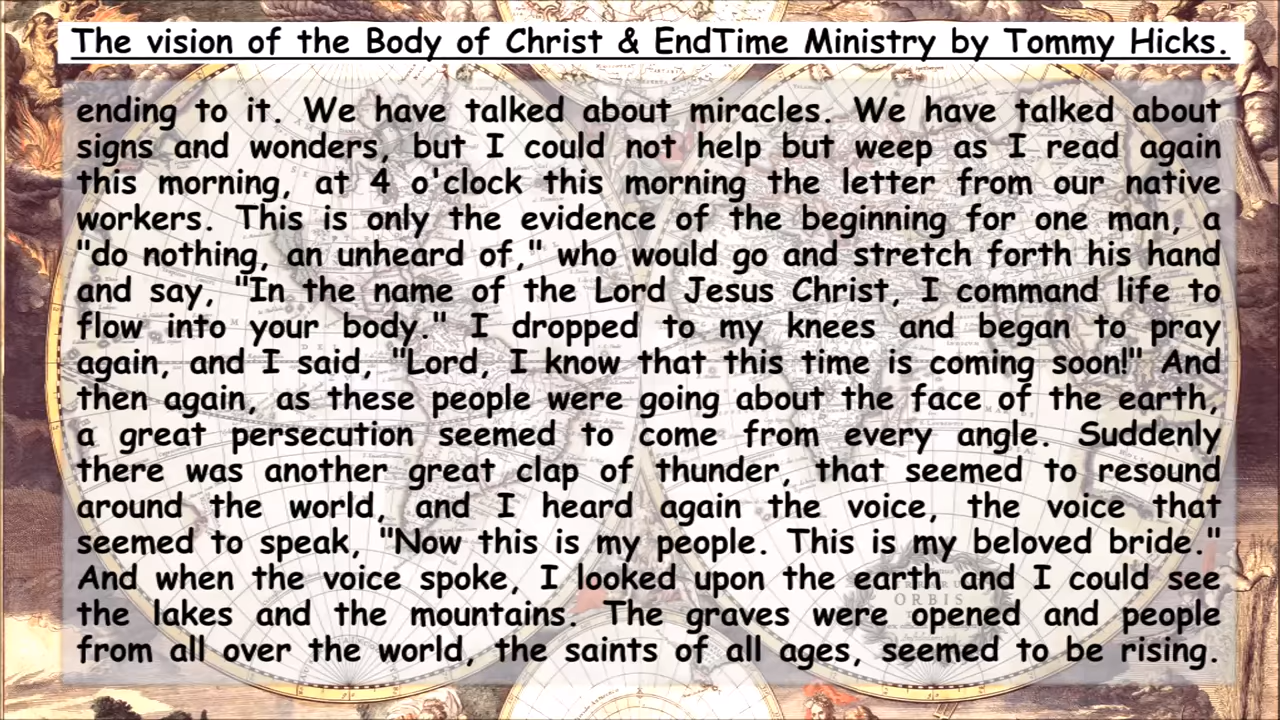 The vision of the Body of Christ & EndTime Ministry by Tommy Hicks.
ending to it. We have talked about miracles. We have talked about
signs and wonders, but I could not help but weep as I read again
this morning, at 4 o'clock this morning the letter from our native
workers. This is only the evidence of the beginning for one man, a
"do nothing, an unheard of," who would go and stretch forth his hand
and say, "In the name of the Lord Jesus Christ, I command life to
flow into your body." I dropped to my knees and began to pray
again, and I said, "Lord, I know that this time is coming soon!" And
then again, as these people were going about the face of the earth,
a great persecution seemed to come from every angle. Suddenly
there was another great clap of thunder, that seemed to resound
around the world, and I heard again the voice, the voice that
seemed to speak, "Now this is my people. This is my beloved bride."
And when the voice spoke, I looked upon the earth and I could see
the lakes and the mountains. The graves were opened and people
from all over the world, the saints of all ages, seemed to be rising.
ORBIS